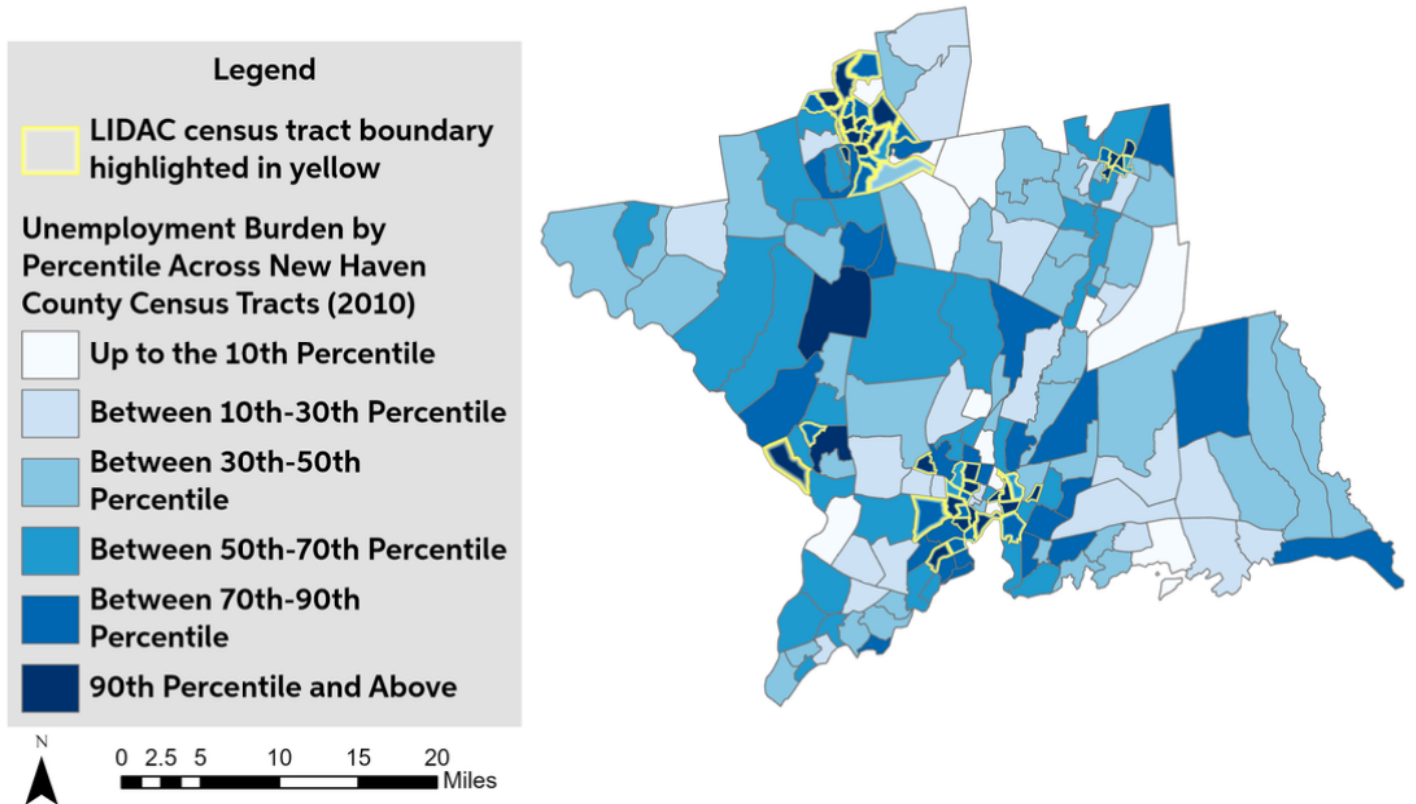 Legend
LIDAC census tract boundary
highlighted in yellow
Unemployment Burden by
Percentile Across New Haven
County Census Tracts (2010)
Up to the 10th Percentile
Between 10th-30th Percentile
Between 30th-50th
Percentile
Between 50th-70th Percentile
Between 70th-90th
Percentile
90th Percentile and Above
N
0 2.5 5 10 15 20
Miles